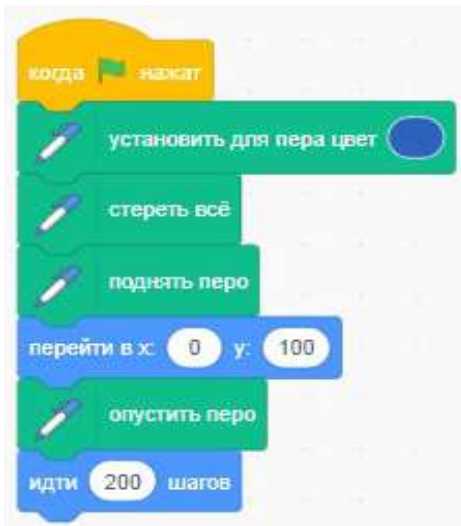 когда нажат
установить для пера цвет
стереть всё
поднять перо
перейти в x: 0 y: 100
опустить перо
идти 200 шагов